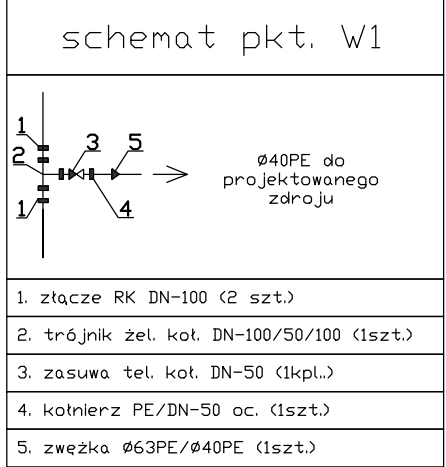 schemat pkt. W1
1
2
1
3
5
4
Ø40PE do
projektowanego
zdroju
1. złącze RK DN-100 (2 szt.)
2. trójnik żel. koł. DN-100/50/100 (1szt.)
3. zasuwa tel. koł. DN-50 (1kpl..)
4. kołnierz PE/DN-50 oc. (1szt.)
5. zwężka Ø63PE/Ø40PE (1szt.)